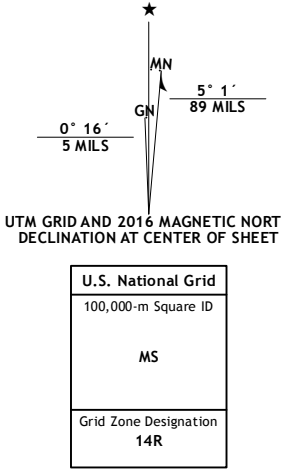 MN
GN
5° 1´
89 MILS
0° 16´
5 MILS
UTM GRID AND 2016 MAGNETIC NORT
DECLINATION AT CENTER OF SHEET
U.S. National Grid
100,000-m Square ID
MS
Grid Zone Designation
14R